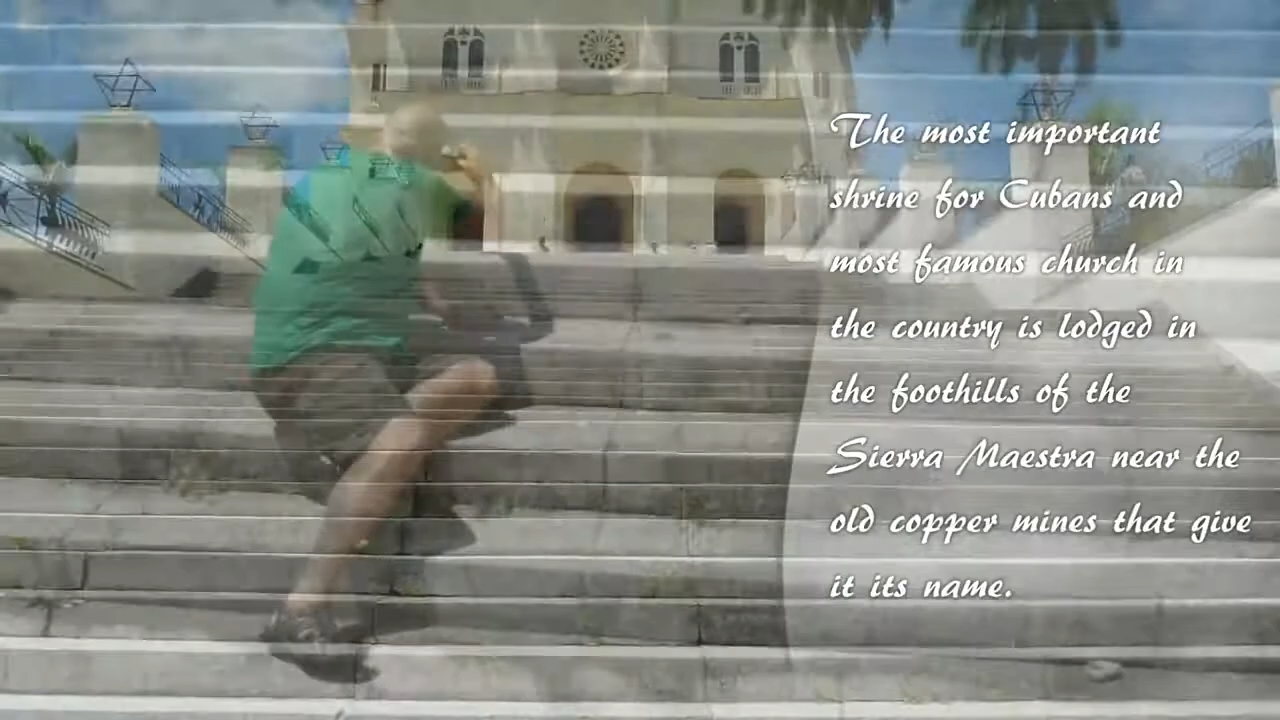 The most important
shrine for Cubans and
most famous church in
the country is lodged in
the foothills of the
Sierra Maestra near the
old copper mines that give
it its name.